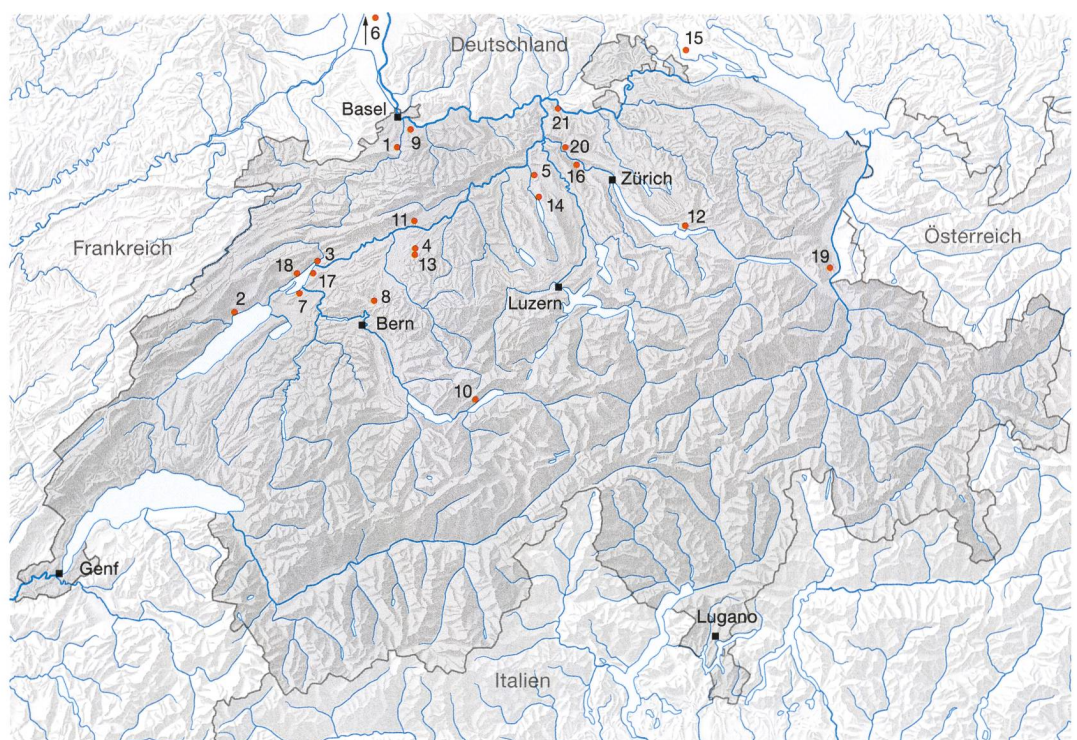 6
Deutschland
15
Basel
21
1
9
20
5
16
Zürich
14
11
12
Frankreich
4
Österreich
3
13
18
17
19
7
8
Luzern
2
Bern
10
Genf
Lugano
Italien